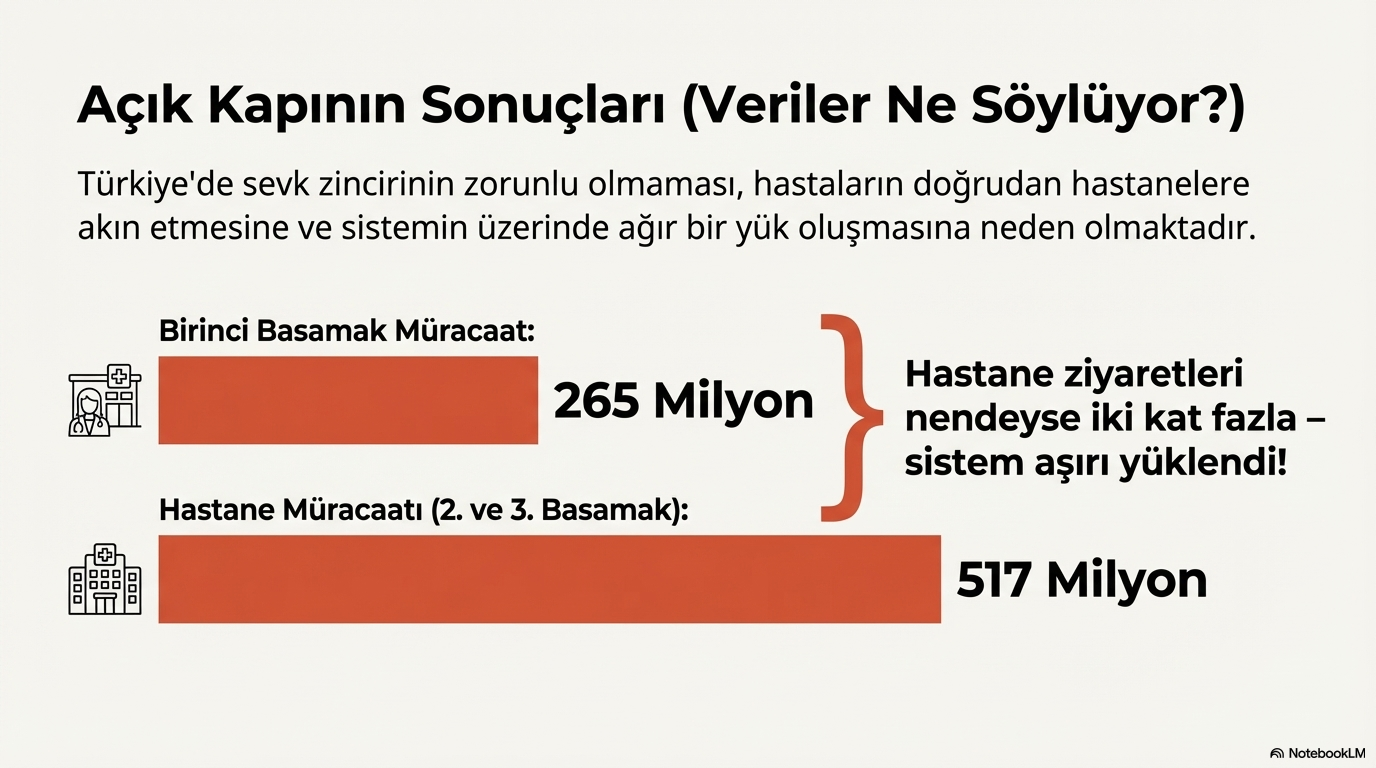 Açık Kapının Sonuçları (Veriler Ne Söylüyor?)
Türkiye'de sevk zincirinin zorunlu olmaması, hastaların doğrudan hastanelere
akın etmesine ve sistemin üzerinde ağır bir yük oluşmasına neden olmaktadır.
Birinci Basamak Müracaat:
265 Milyon
Hastane ziyaretleri
nendeyse iki kat fazla –
sistem aşırı yüklendi!
Hastane Müracaatı (2. ve 3. Basamak):
517 Milyon
NotebookLM